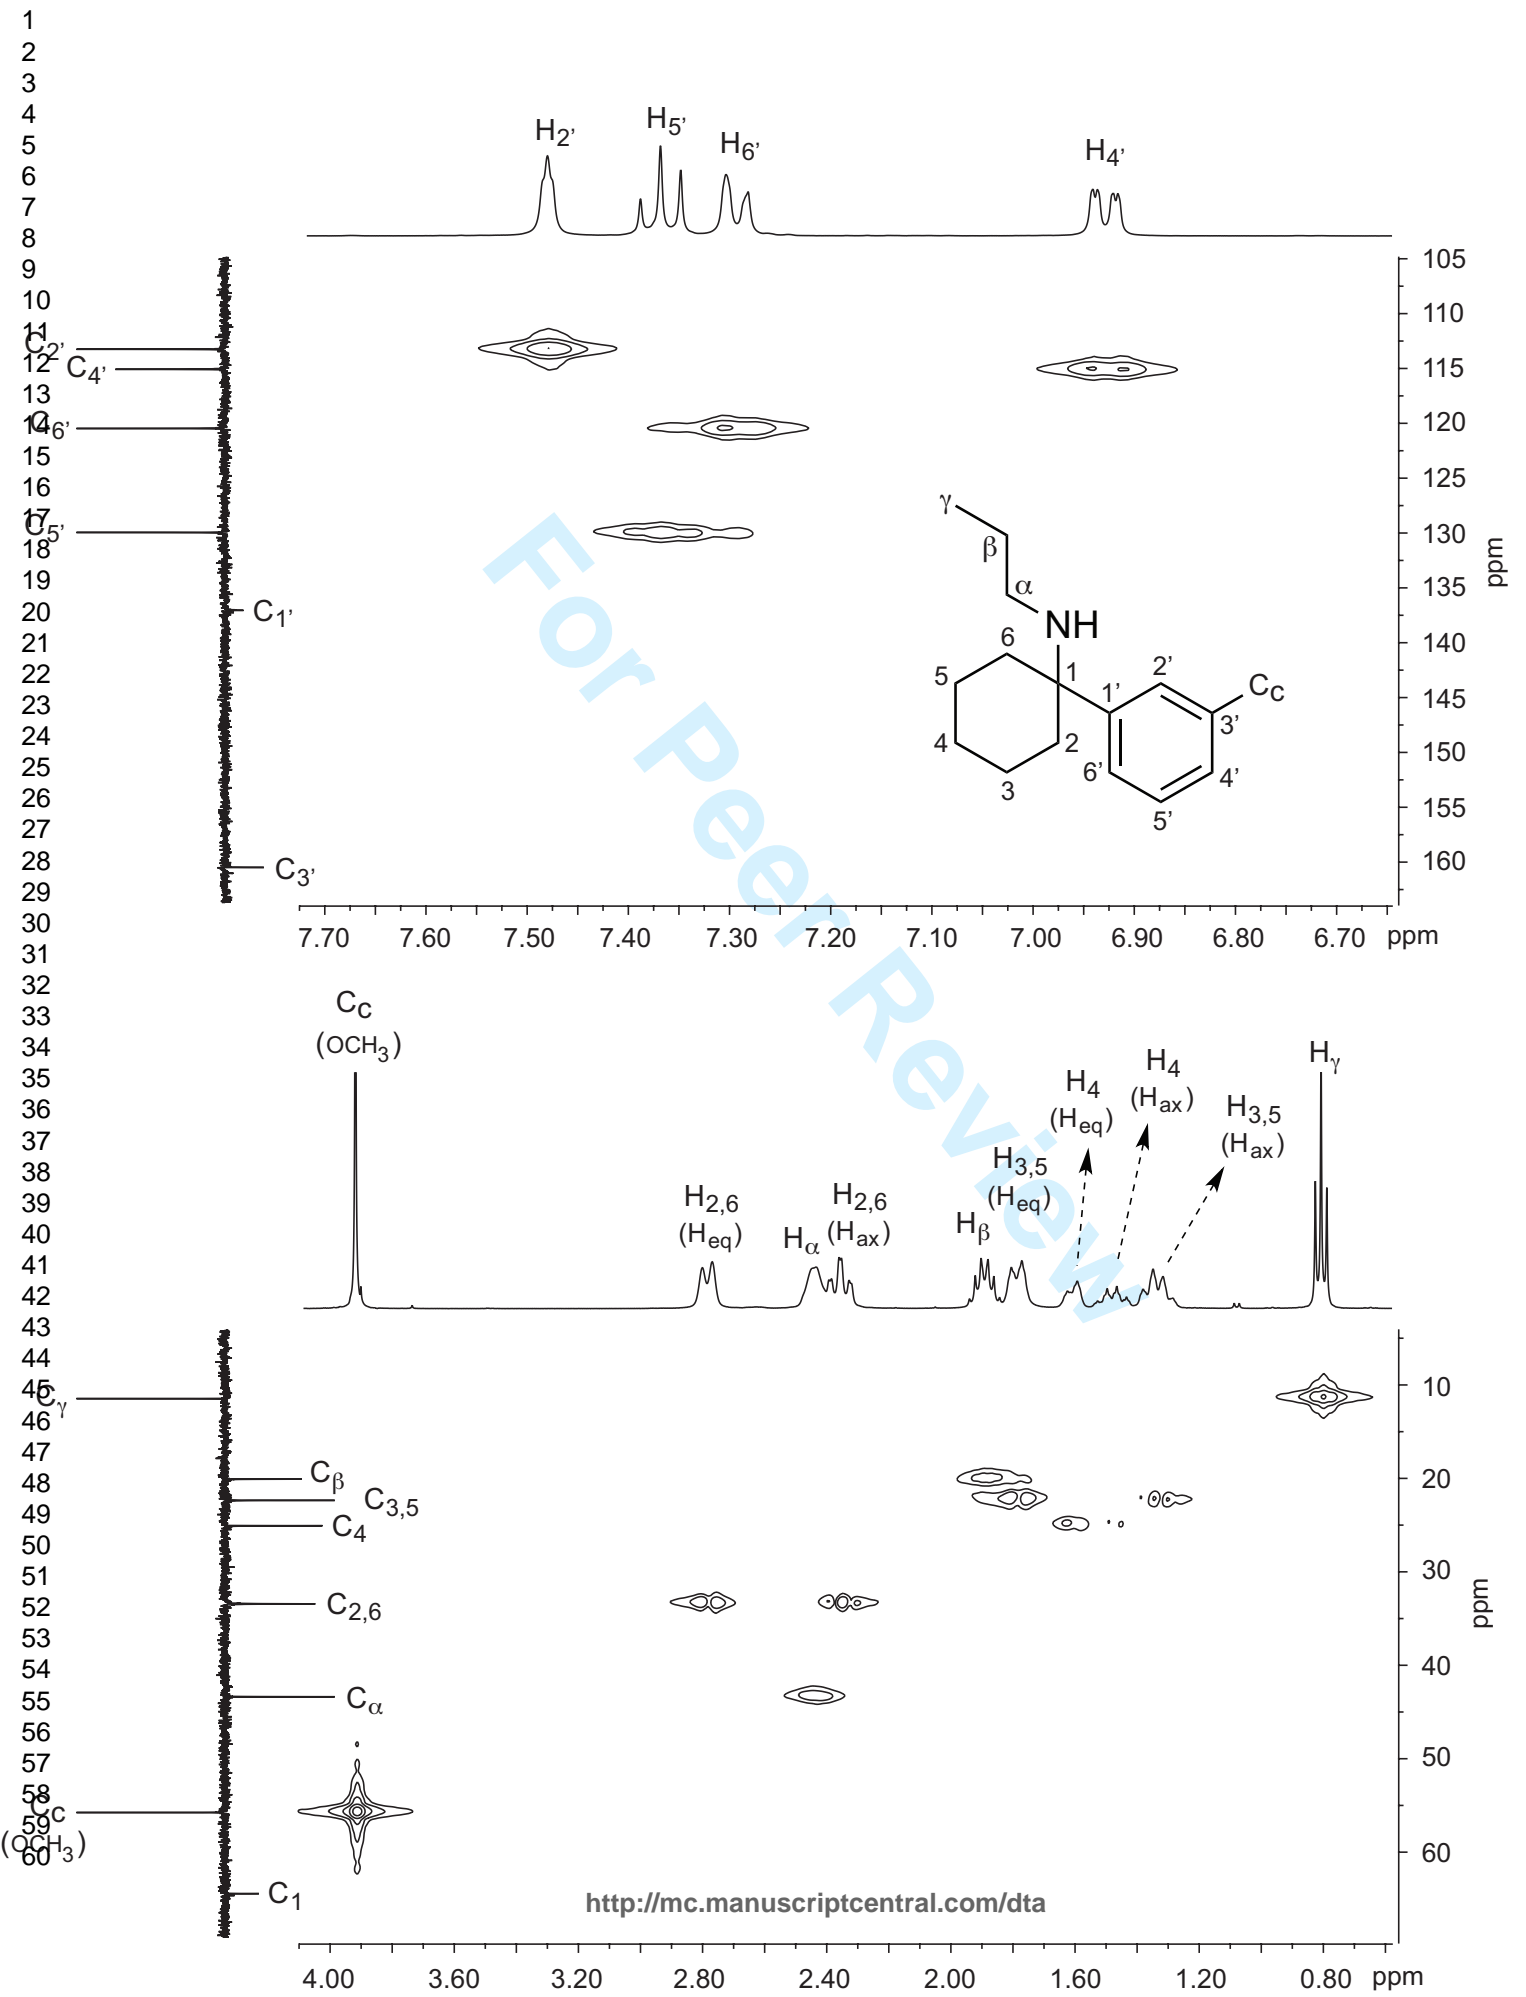 1
2
3
4
5
6
7
8
9
10
11
12
13
14
15
16
17
18
19
20
21
22
23
24
25
26
27
28
29
30
31
32
33
34
35
36
37
38
39
40
41
42
43
44
45
46
47
48
49
50
51
52
53
54
55
56
57
58
59
60
For Peer Review
H2'
H5'
H6'
H4'
C2'
C4'
C6'
C5'
C1'
C3'
105
110
115
120
125
130
135
140
145
150
155
160
ppm
γ
β
α
NH
6
5
4
3
2
1
1'
2'
3'
4'
5'
6'
CC
7.70 7.60 7.50 7.40 7.30 7.20 7.10 7.00 6.90 6.80 6.70 ppm
CC
(OCH3)
H2,6
(Heq)
Hα
H2,6
(Hax)
Hβ
H3,5
(Heq)
H4
(Heq)
H4
(Hax)
H3,5
(Hax)
Hγ
Cγ
Cβ
C3,5
C4
C2,6
Cα
CC
(OCH3)
C1
10
20
30
40
50
60
ppm
http://mc.manuscriptcentral.com/dta
4.00 3.60 3.20 2.80 2.40 2.00 1.60 1.20 0.80 ppm